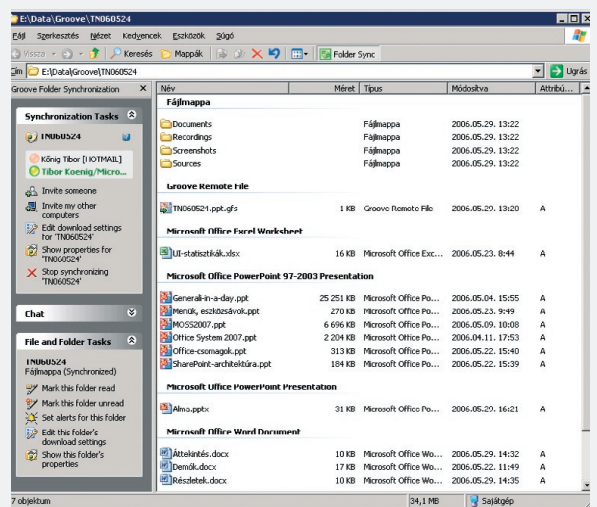 E:\Data\Groove\TN060524
Fájl Szerkesztés Nézet Kedvencek Eszközök Súgó
Vissza Keresés Mappák Folder Sync
Cím E:\Data\Groove\TN060524 Ugrás
Groove Folder Synchronization
Synchronization Tasks
TN060524
Kőnig Tibor [HOTMAIL]
Tibor Koenig/Micro...
Invite someone
Invite my other
computers
Edit download settings
for 'TN060524'
Show properties for
'TN060524'
Stop synchronizing
'TN060524'
Chat
File and Folder Tasks
TN060524
Fájlmappa (Synchronized)
Mark this folder read
Mark this folder unread
Set alerts for this folder
Edit this folder's
download settings
Show this folder's
properties
Név Méret Típus Módosítva Attribú...
Fájlmappa
Documents Fájlmappa 2006.05.29. 13:22
Recordings Fájlmappa 2006.05.29. 13:22
Screenshots Fájlmappa 2006.05.29. 13:22
Sources Fájlmappa 2006.05.29. 13:22
Groove Remote File
TN060524.ppt.gfs 1 KB Groove Remote File 2006.05.29. 13:20 A
Microsoft Office Excel Worksheet
UI-statisztikák.xlsx 16 KB Microsoft Office Exc... 2006.05.23. 8:44 A
Microsoft Office PowerPoint 97-2003 Presentation
Generali-in-a-day.ppt 25 251 KB Microsoft Office Po... 2006.05.04. 15:55 A
Menük, eszközsávok.ppt 270 KB Microsoft Office Po... 2006.05.23. 9:49 A
MOSS2007.ppt 6 696 KB Microsoft Office Po... 2006.05.09. 10:08 A
Office System 2007.ppt 2 204 KB Microsoft Office Po... 2006.04.11. 17:53 A
Office-csomagok.ppt 313 KB Microsoft Office Po... 2006.05.22. 15:40 A
SharePoint-architektúra.ppt 184 KB Microsoft Office Po... 2006.05.22. 15:39 A
Microsoft Office PowerPoint Presentation
Alma.pptx 31 KB Microsoft Office Po... 2006.05.29. 16:21 A
Microsoft Office Word Document
Áttekintés.docx 10 KB Microsoft Office Wo... 2006.05.29. 14:32 A
Demók.docx 17 KB Microsoft Office Wo... 2006.05.22. 11:49 A
Részletek.docx 10 KB Microsoft Office Wo... 2006.05.29. 14:35 A
7 objektum 34,1 MB Sajátgép